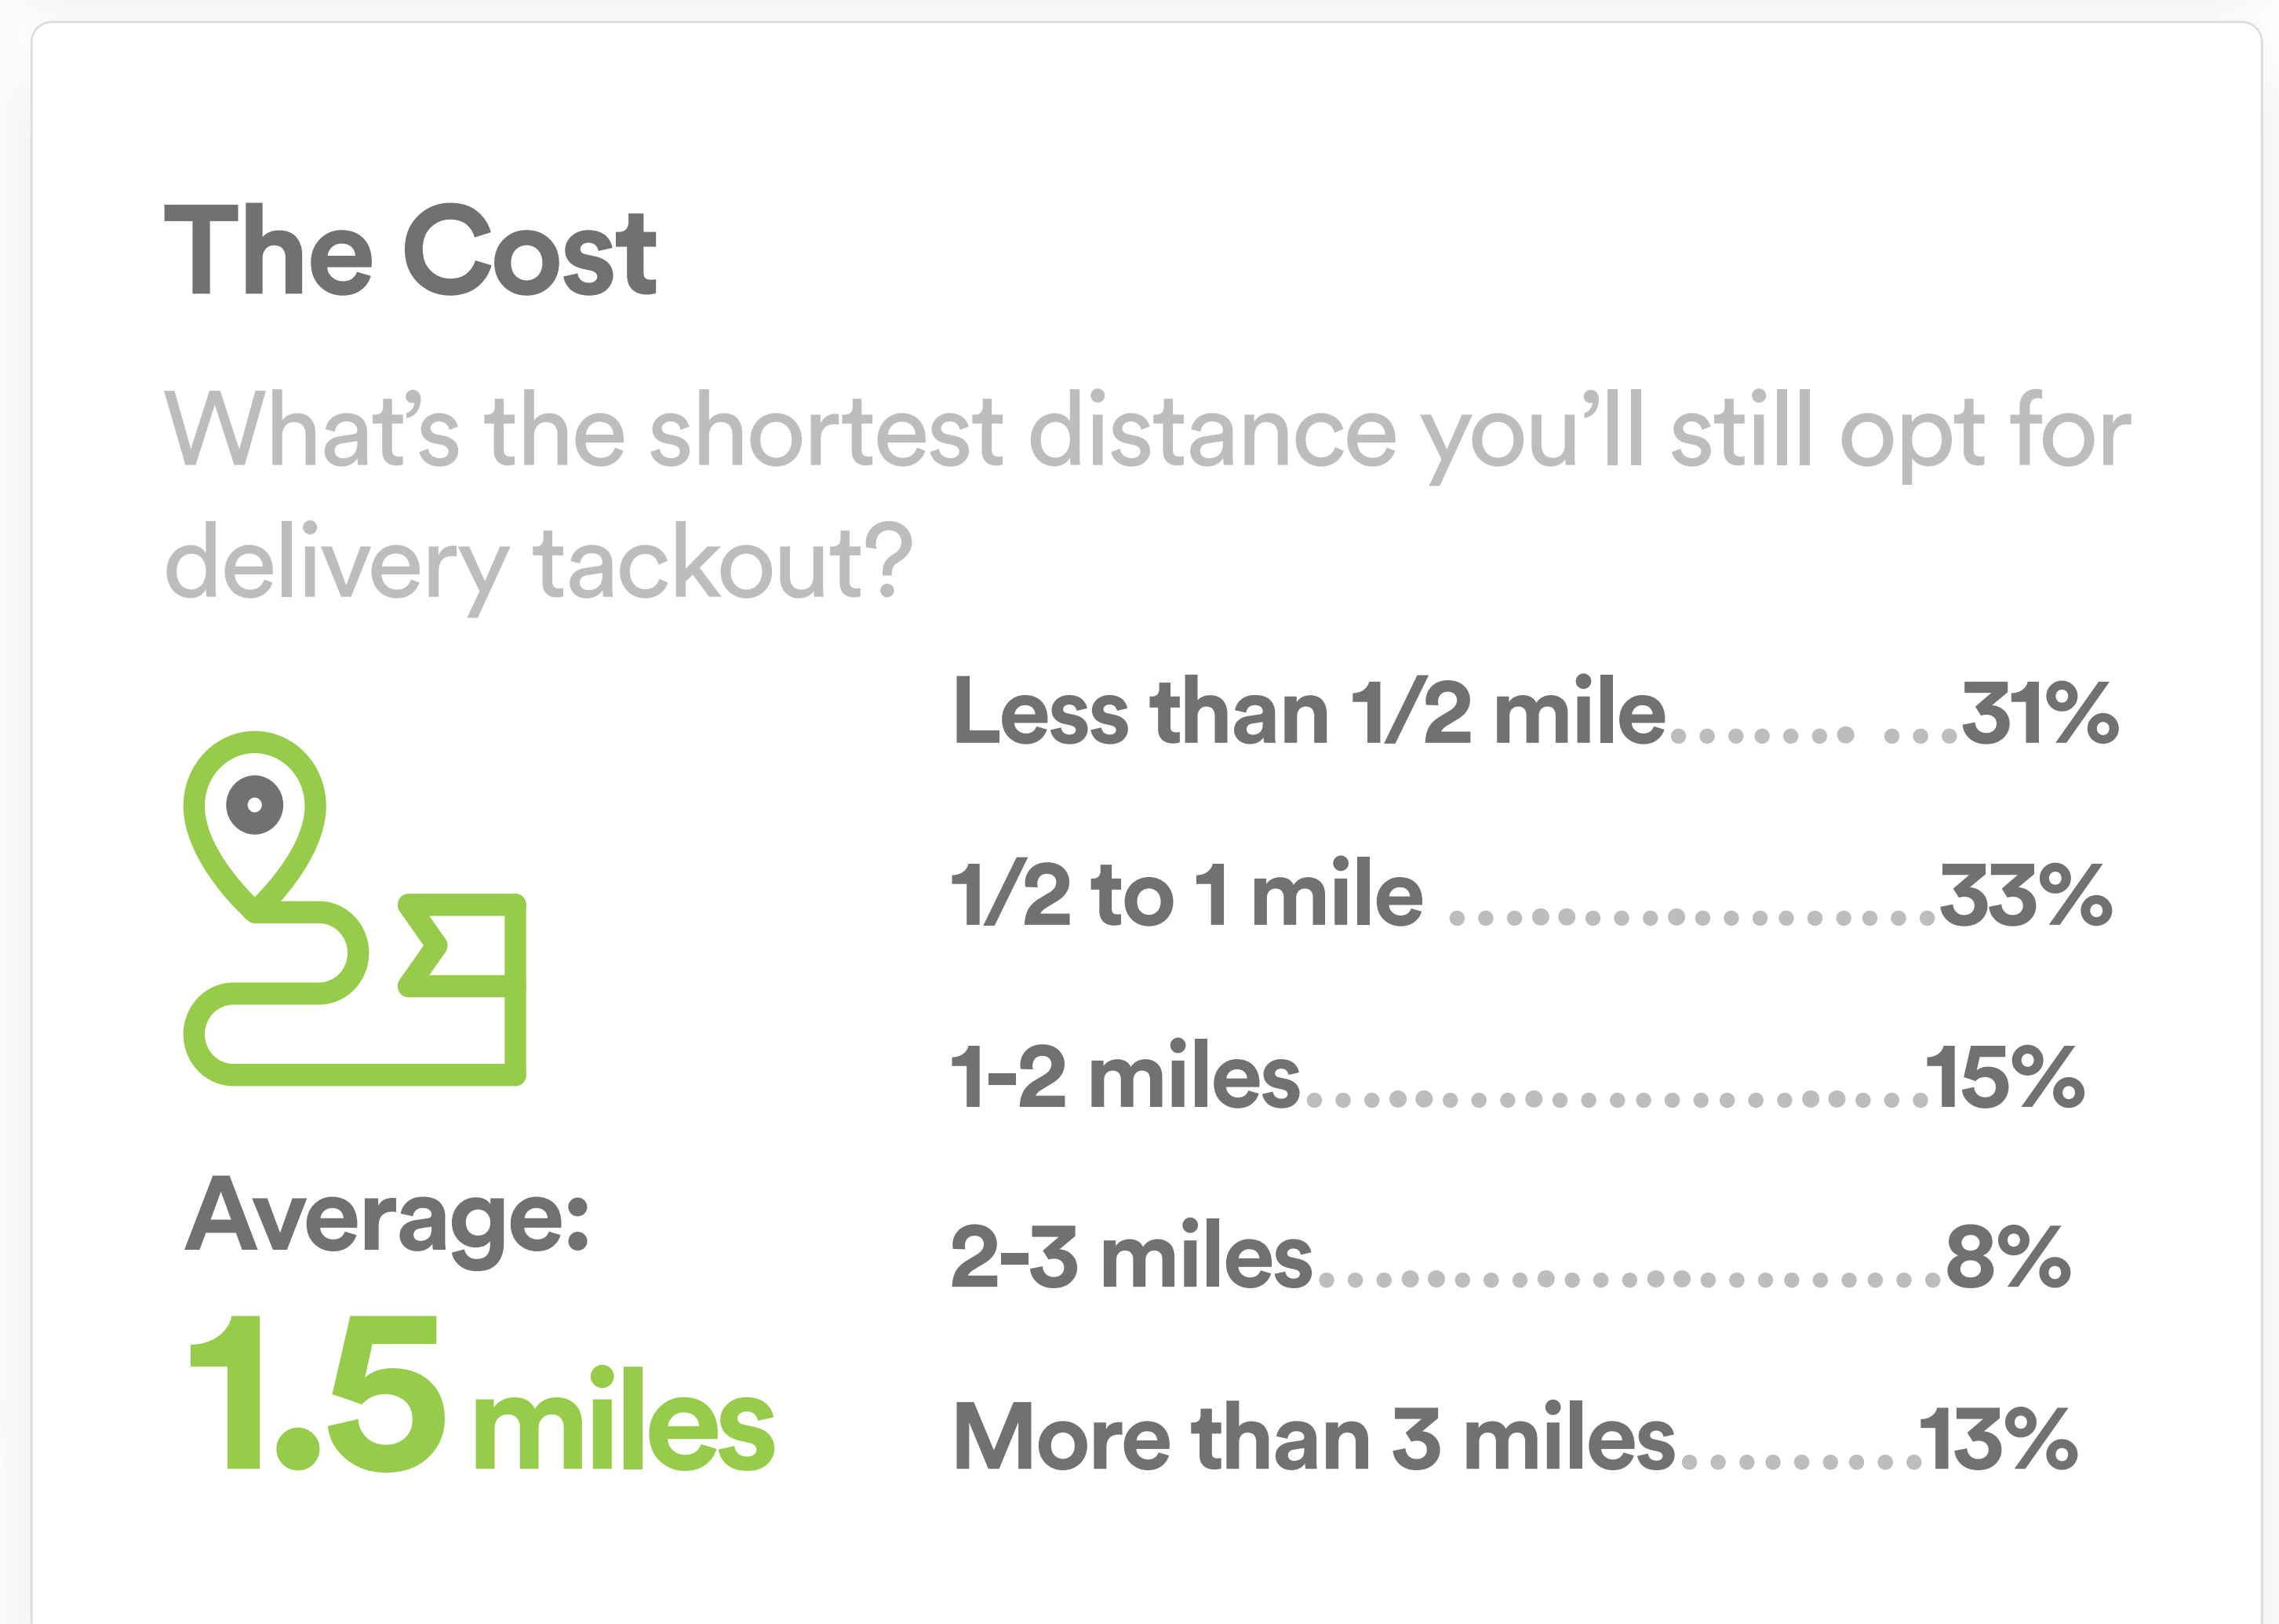 The Cost
What’s the shortest distance you’ll still opt for
delivery tackout?
Less than 1/2 mile.......... 31%
1/2 to 1 mile ..................33%
1-2 miles.......................15%
2-3 miles.......................8%
More than 3 miles.........13%
Average:
1.5 miles